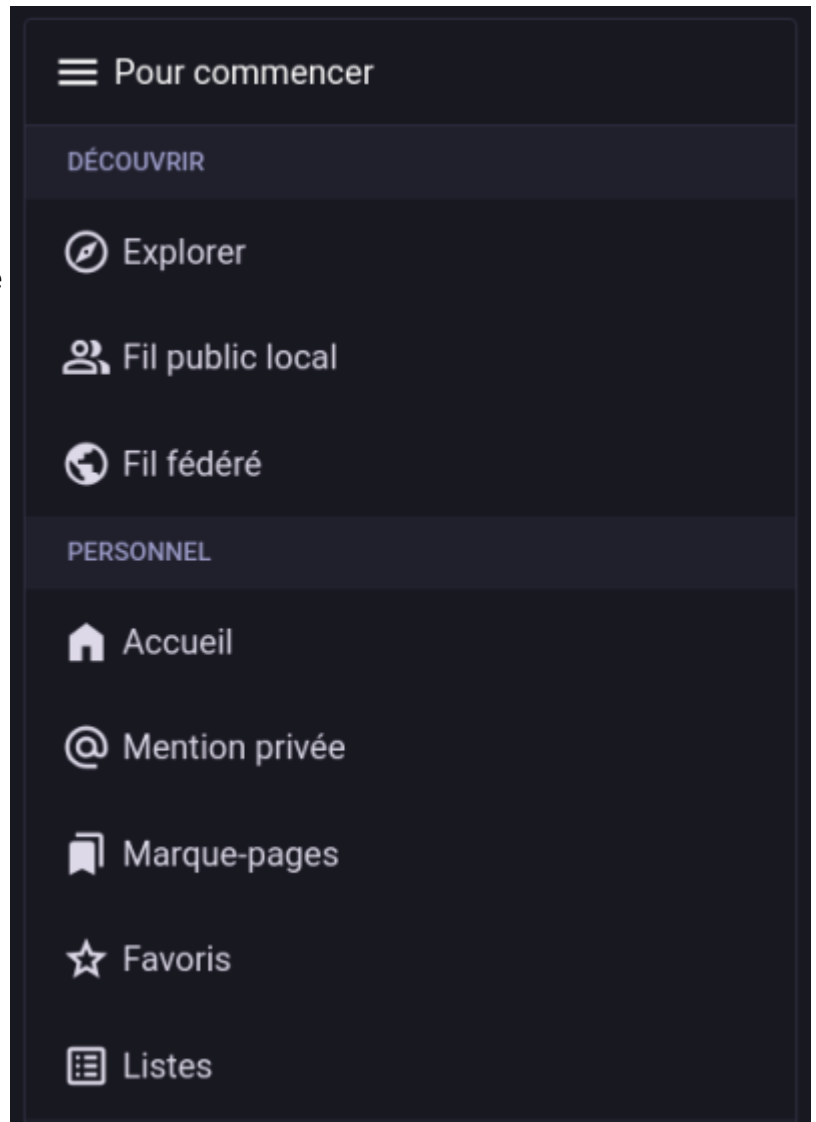 Pour commencer
DÉCOUVRIR
Explorer
Fil public local
Fil fédéré
PERSONNEL
Accueil
Mention privée
Marque-pages
Favoris
Listes